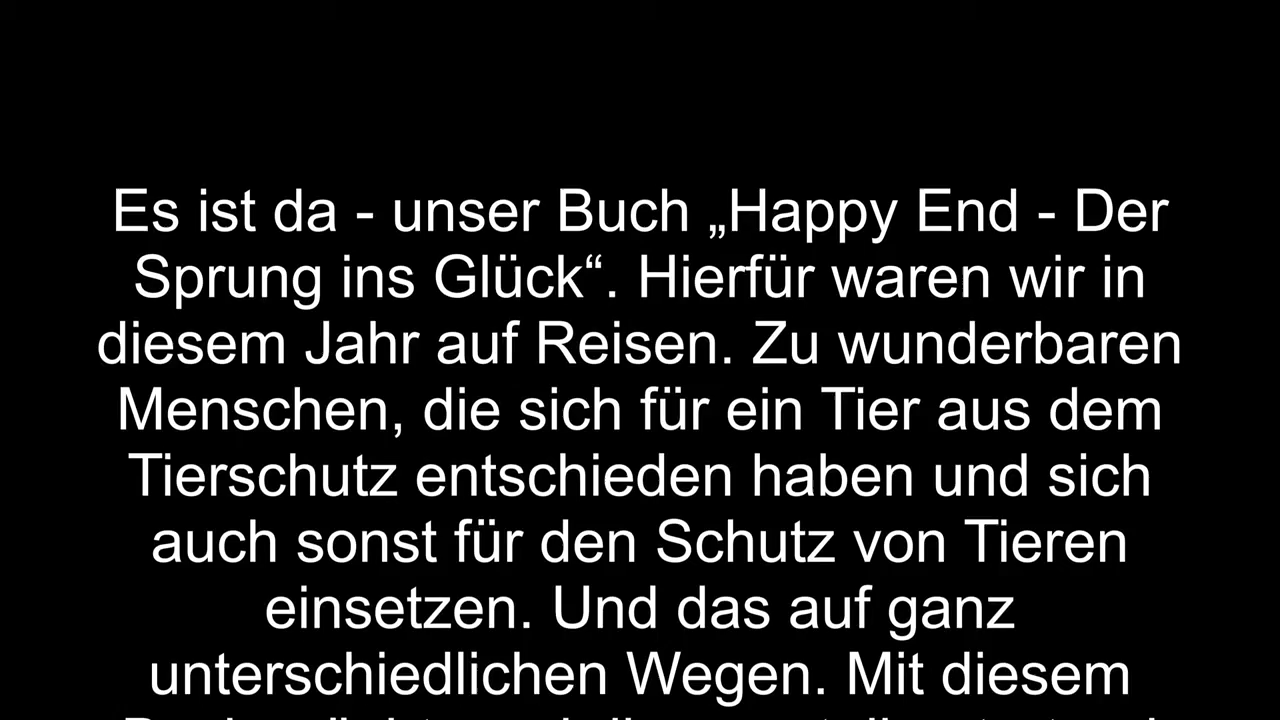 Es ist da - unser Buch „Happy End - Der
Sprung ins Glück“. Hierfür waren wir in
diesem Jahr auf Reisen. Zu wunderbaren
Menschen, die sich für ein Tier aus dem
Tierschutz entschieden haben und sich
auch sonst für den Schutz von Tieren
einsetzen. Und das auf ganz
unterschiedlichen Wegen. Mit diesem